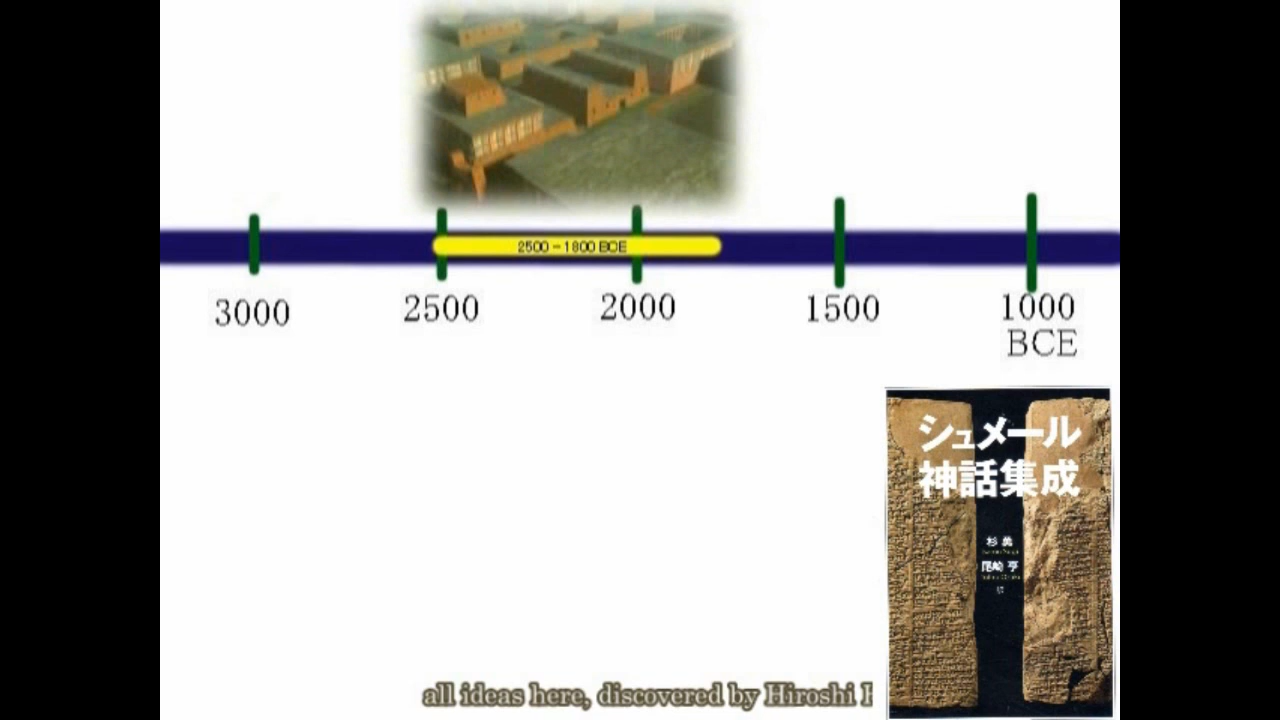 2500 - 1800 BCE
3000
2500
2000
1500
1000
BCE
シュメール
神話集成
杉 勇
尾崎 亨
訳
all ideas here, discovered by Hiroshi